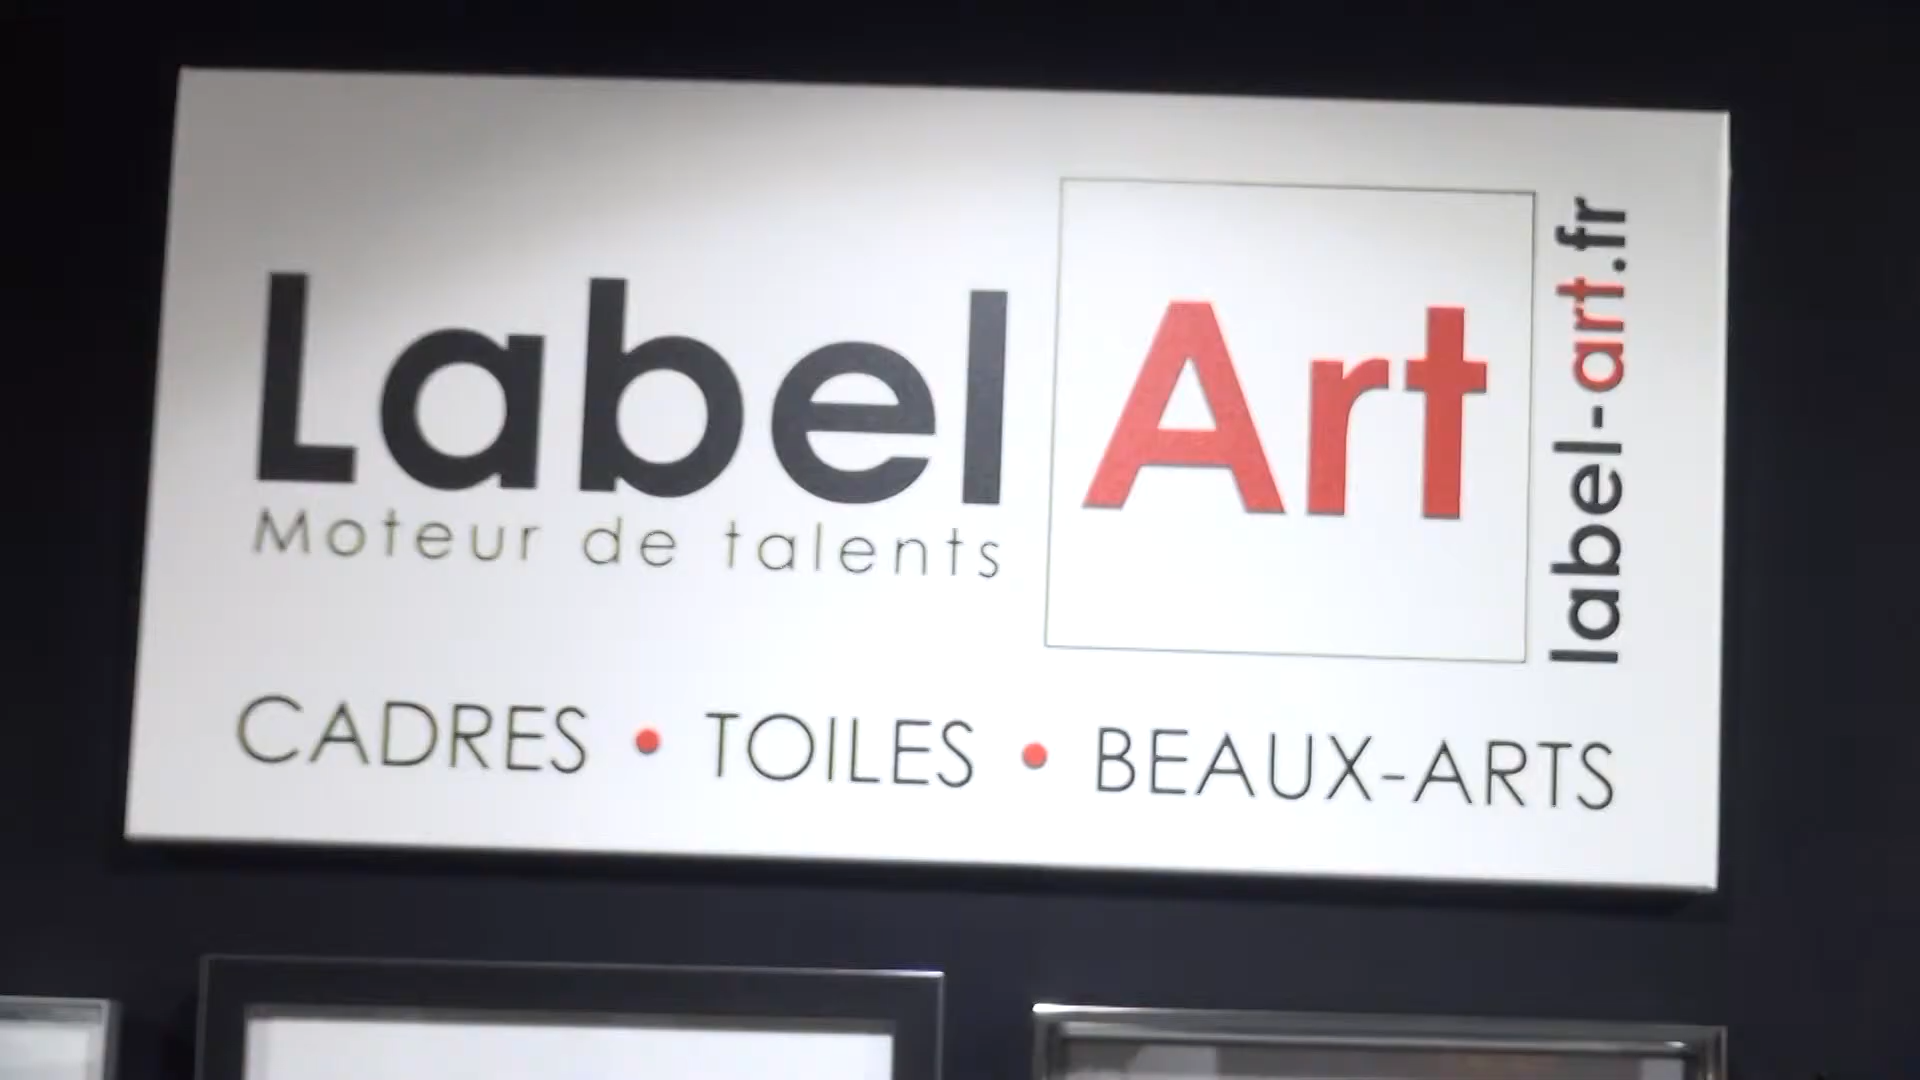 Label Art
Moteur de talents
label-art.fr
CADRES • TOILES • BEAUX-ARTS